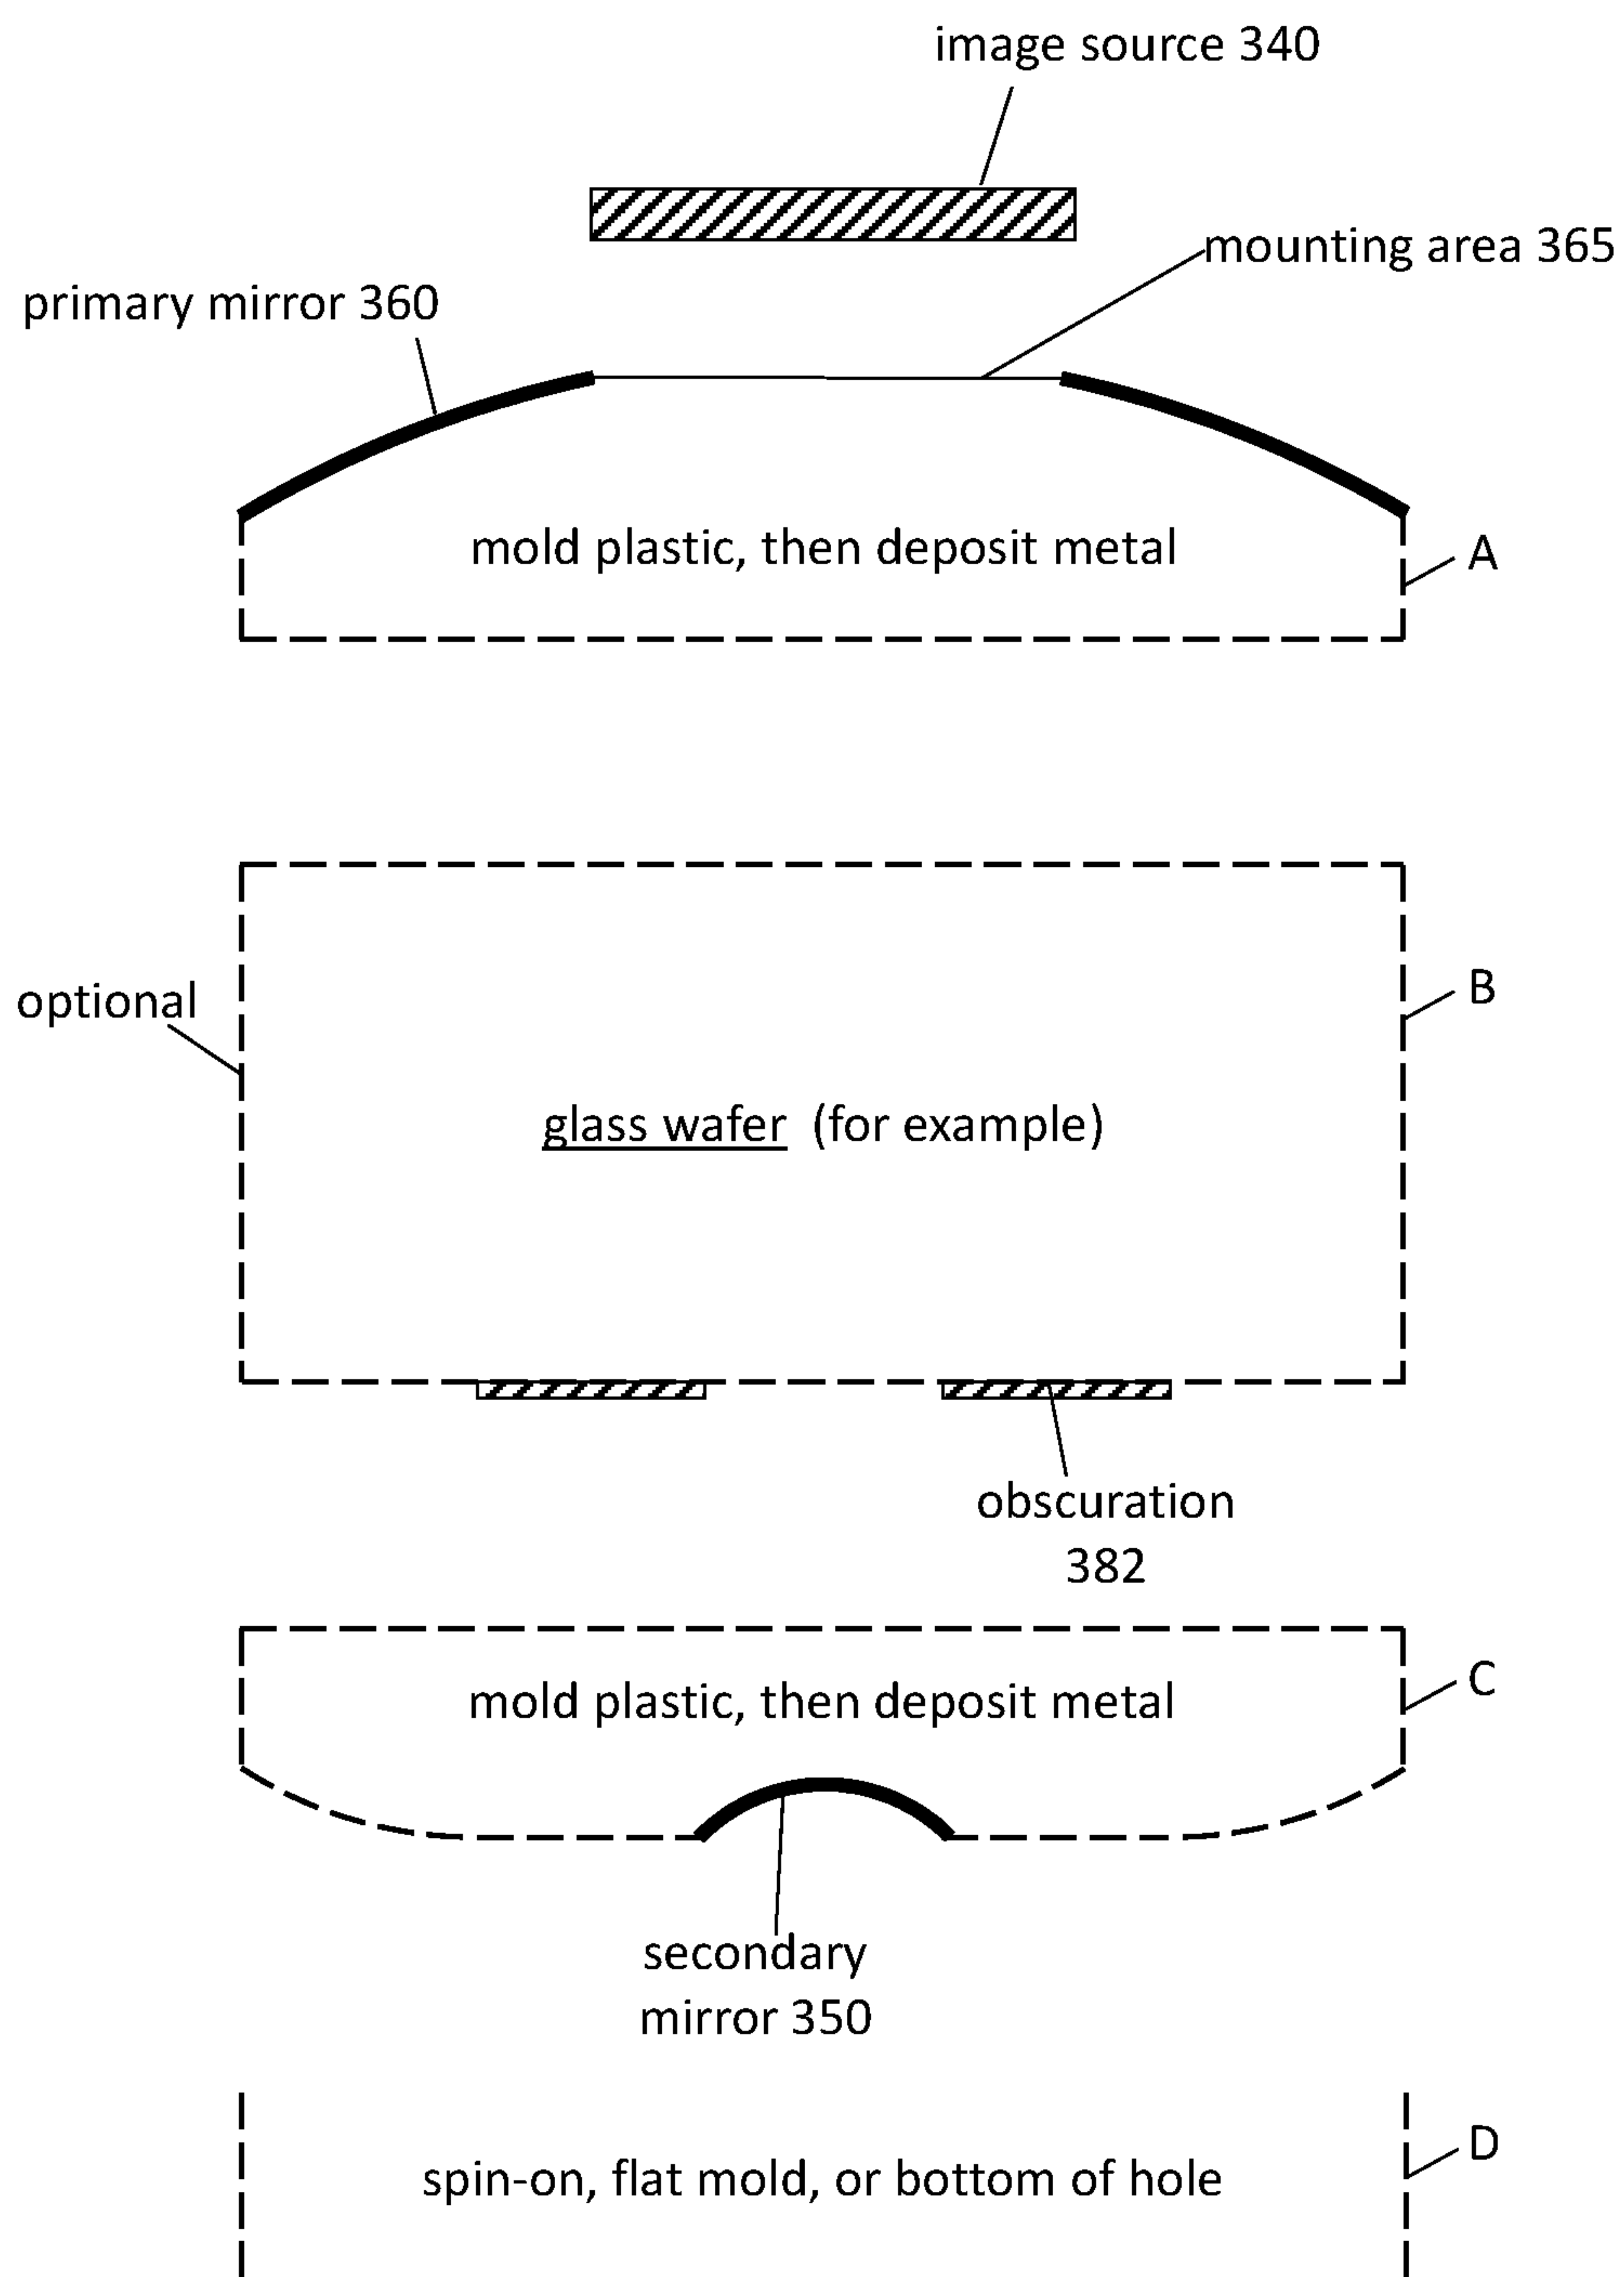 image source 340
mounting area 365
primary mirror 360
mold plastic, then deposit metal
A
optional
B
glass wafer (for example)
obscuration
382
mold plastic, then deposit metal
C
secondary
mirror 350
D
spin-on, flat mold, or bottom of hole